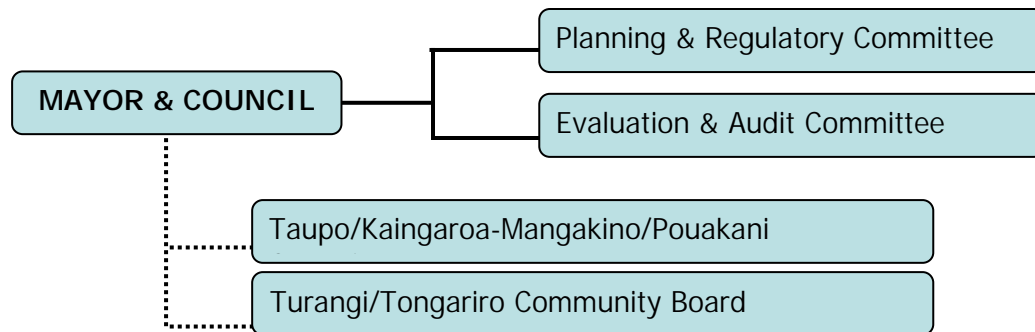 Planning & Regulatory Committee
MAYOR & COUNCIL
Evaluation & Audit Committee
Taupo/Kaingaroa-Mangakino/Pouakani
Turangi/Tongariro Community Board